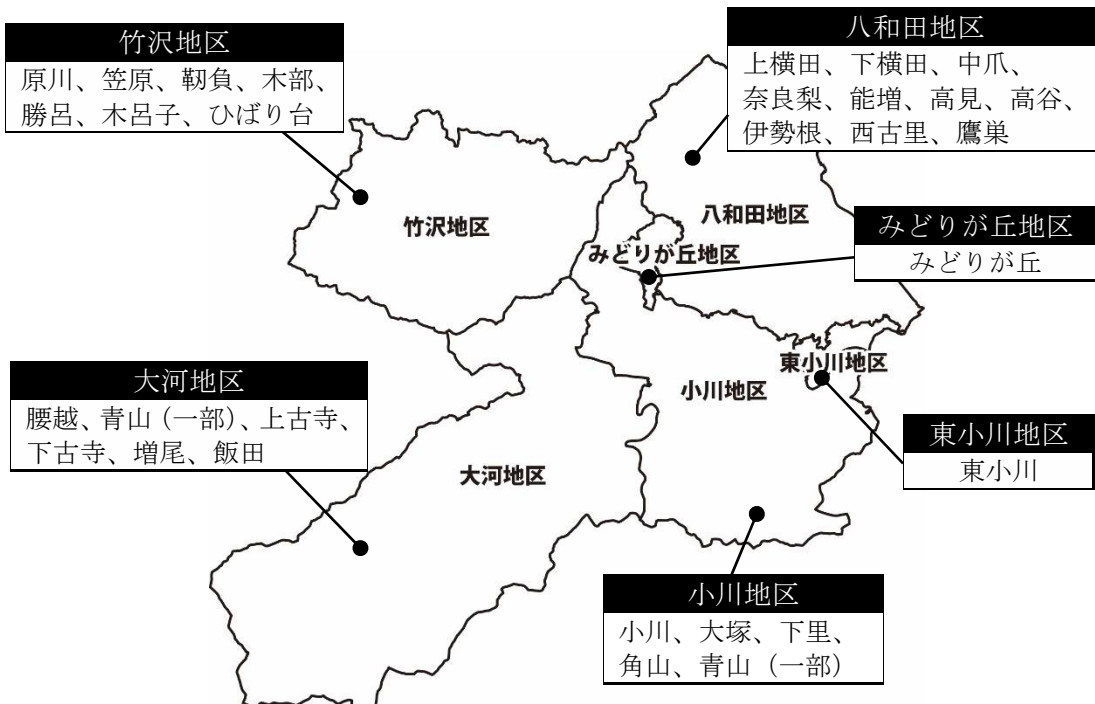 竹沢地区
原川、笠原、靭負、木部、
勝呂、木呂子、ひばり台
八和田地区
上横田、下横田、中爪、
奈良梨、能増、高見、高谷、
伊勢根、西古里、鷹巣
竹沢地区
八和田地区
みどりが丘地区
みどりが丘
みどりが丘地区
大河地区
腰越、青山（一部）、上古寺、
下古寺、増尾、飯田
東小川地区
小川地区
東小川地区
東小川
大河地区
小川地区
小川、大塚、下里、
角山、青山（一部）